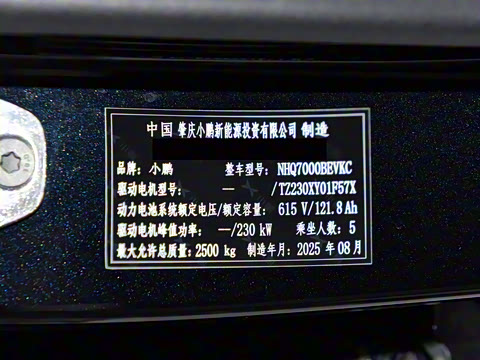 中国 肇庆小鹏新能源投资有限公司 制造
品牌：小鹏 整车型号：NHQ7000BEVKC
驱动电机型号： — /TZ230XY01F57X
动力电池系统额定电压/额定容量： 615 V/121.8 Ah
驱动电机峰值功率： —/230 kW 乘坐人数：5
最大允许总质量：2500 kg 制造年月：2025 年 08 月